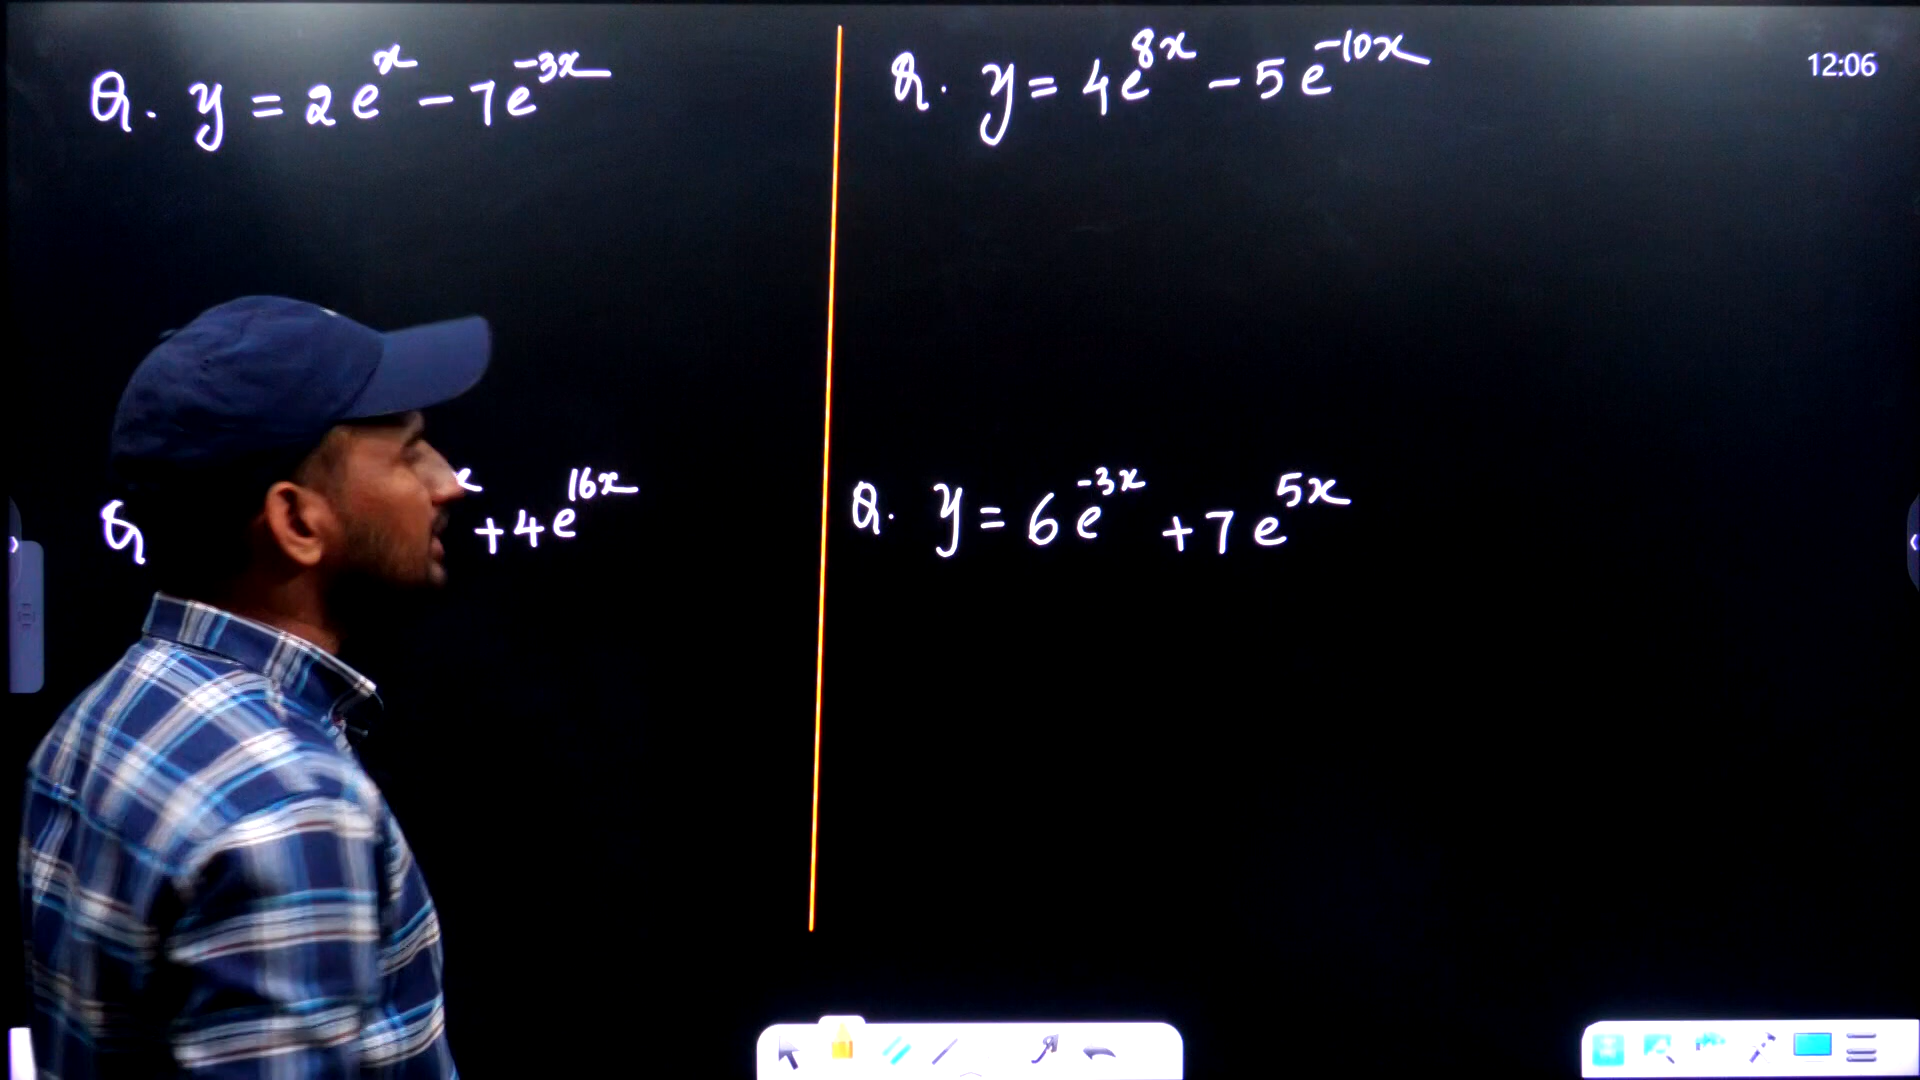 Q. y = 2e^x - 7e^{-3x}
Q. y = 4e^{8x} - 5e^{-10x}
12:06
Q +4e^{16x}
Q. y = 6e^{-3x} + 7e^{5x}